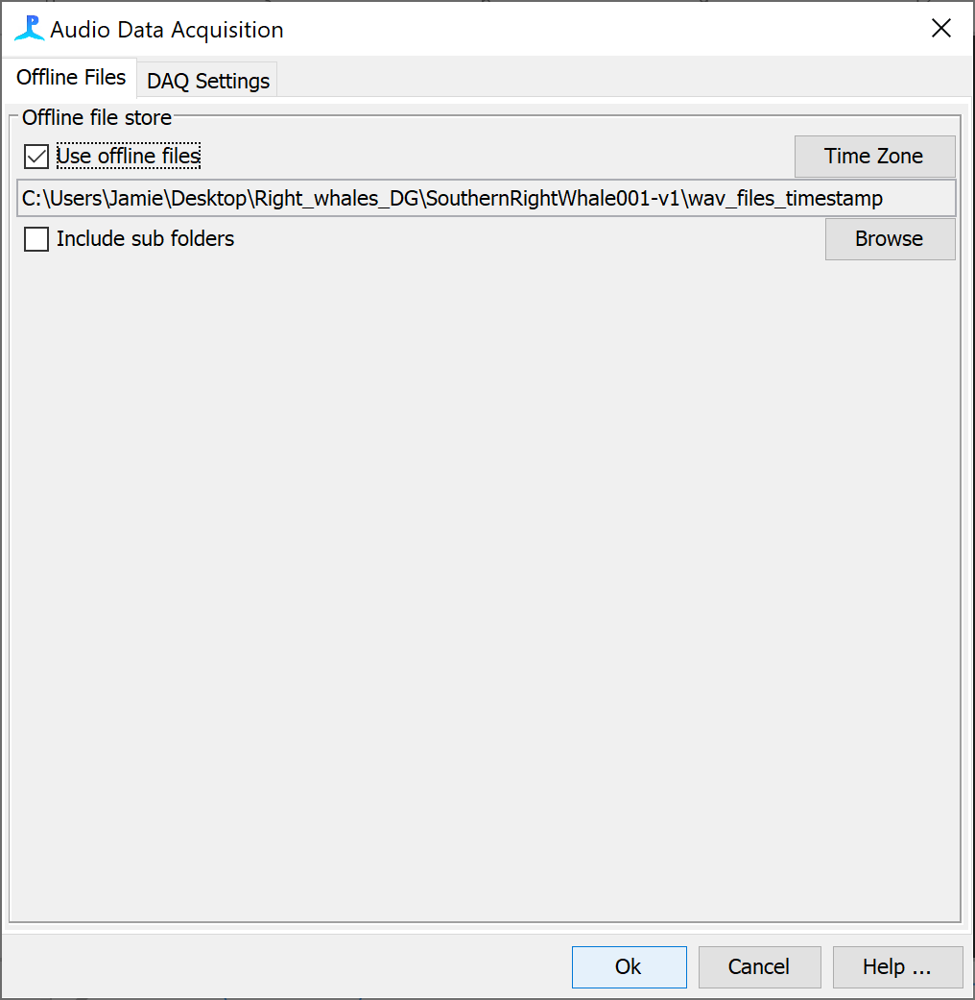 Audio Data Acquisition
Offline Files DAQ Settings
Offline file store
Use offline files Time Zone
C:\Users\Jamie\Desktop\Right_whales_DG\SouthernRightWhale001-v1\wav_files_timestamp
Include sub folders Browse
Ok Cancel Help ...